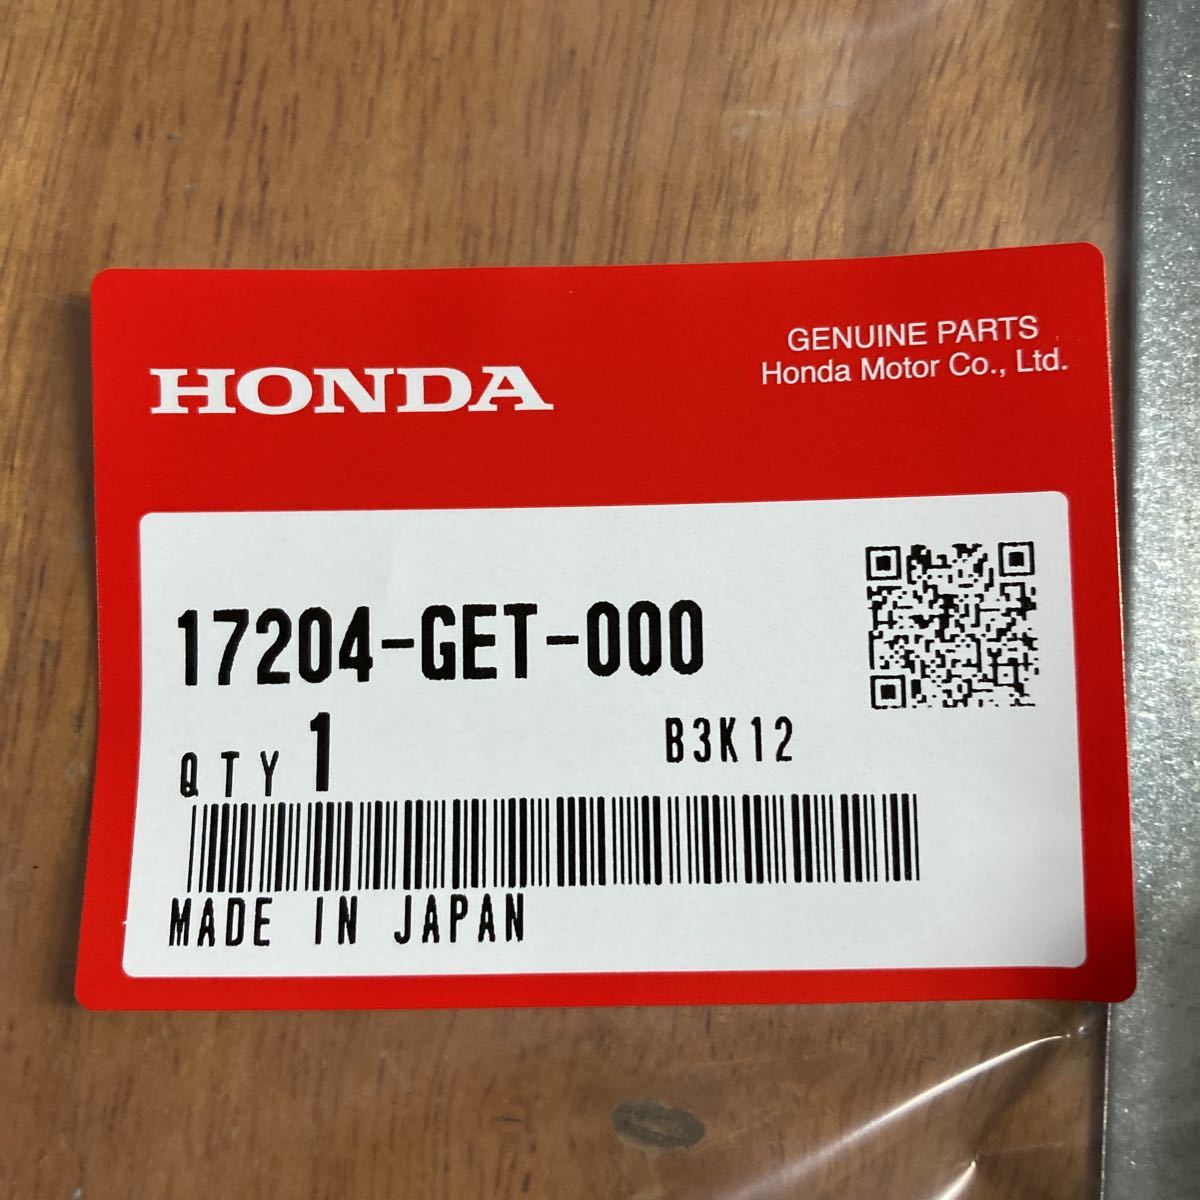 HONDA
GENUINE PARTS
Honda Motor Co., Ltd.
17204-GET-000
QTY 1
B3K12
MADE IN JAPAN